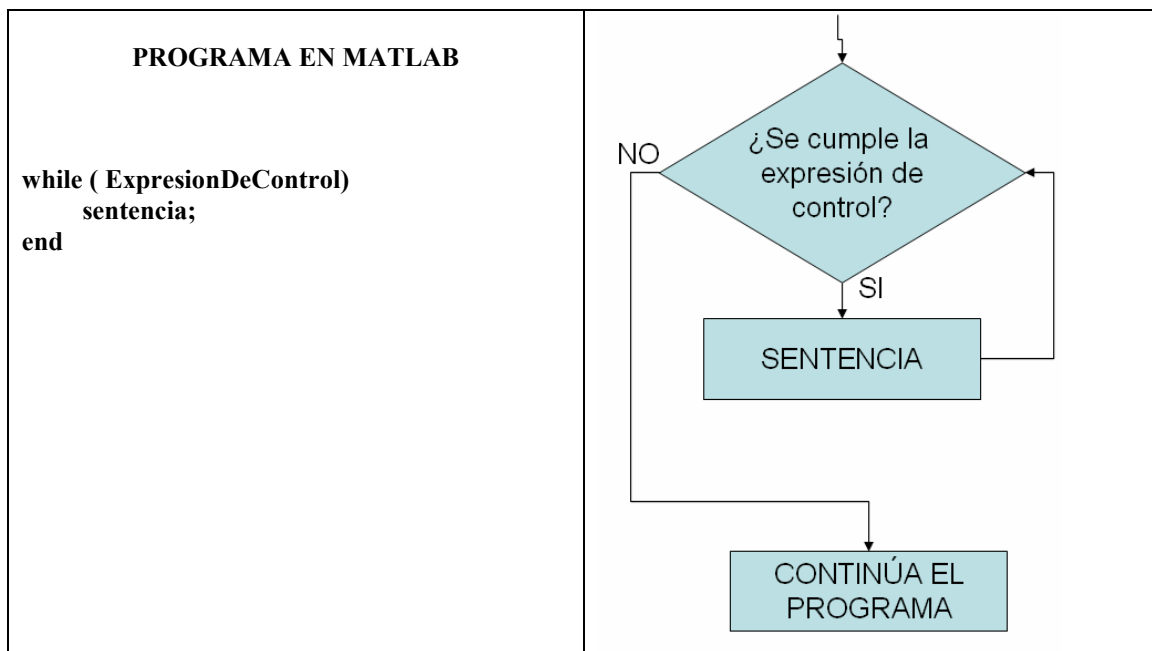 PROGRAMA EN MATLAB
while ( ExpresionDeControl)
sentencia;
end
¿Se cumple la
expresión de
control?
NO
SI
SENTENCIA
CONTINÚA EL
PROGRAMA